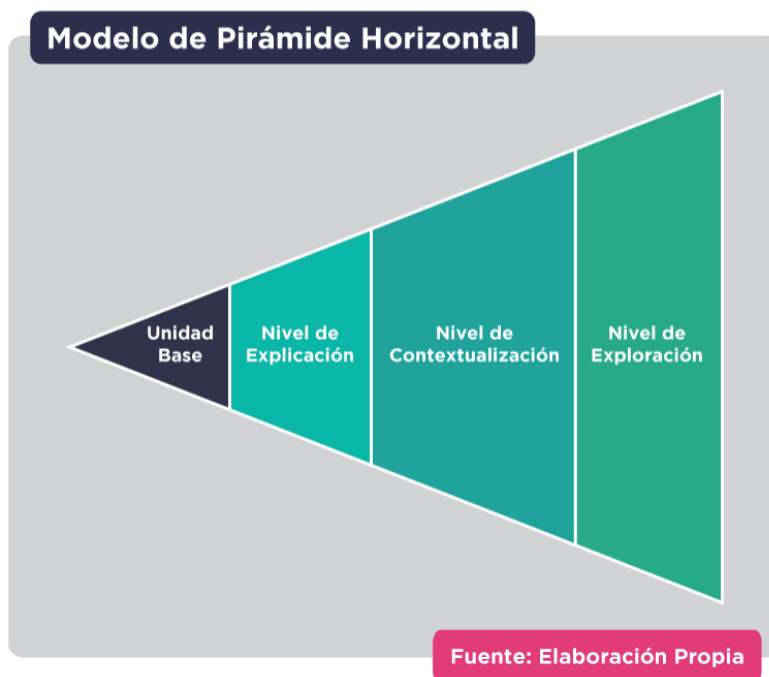 Modelo de Pirámide Horizontal
Unidad
Base
Nivel de
Explicación
Nivel de
Contextualización
Nivel de
Exploración
Fuente: Elaboración Propia